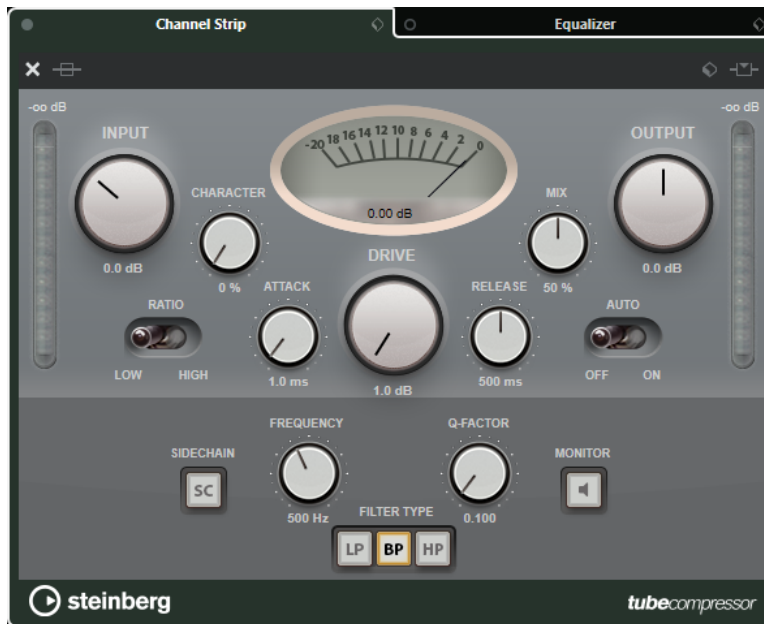 Channel Strip
Equalizer
-oo dB
-oo dB
INPUT
OUTPUT
-20 18 16 14 12 10 8 6 4 2 0
CHARACTER
MIX
0.00 dB
DRIVE
0.0 dB
0.0 dB
0 %
ATTACK
RELEASE
50 %
RATIO
AUTO
LOW
HIGH
1.0 ms
1.0 dB
500 ms
OFF
ON
FREQUENCY
Q-FACTOR
SIDECHAIN
MONITOR
SC
500 Hz
FILTER TYPE
0.100
LP
BP
HP
steinberg
tubecompressor